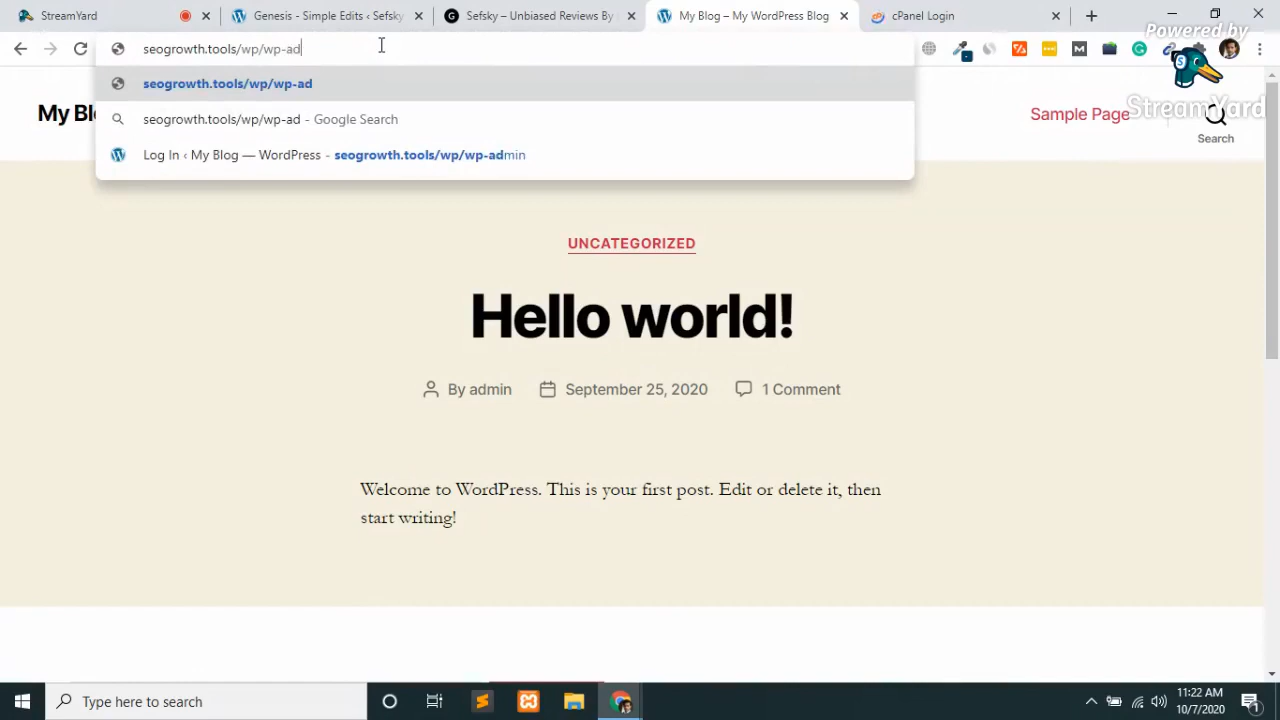 StreamYard
Genesis - Simple Edits ‹ Sefsky
Sefsky – Unbiased Reviews By
My Blog – My WordPress Blog
cPanel Login
Powered by
StreamYard
seogrowth.tools/wp/wp-ad
seogrowth.tools/wp/wp-ad
seogrowth.tools/wp/wp-ad - Google Search
Log In ‹ My Blog — WordPress - seogrowth.tools/wp/wp-admin
My Blo
Sample Page
Search
UNCATEGORIZED
Hello world!
By admin
September 25, 2020
1 Comment
Welcome to WordPress. This is your first post. Edit or delete it, then
start writing!
Type here to search
11:22 AM
10/7/2020